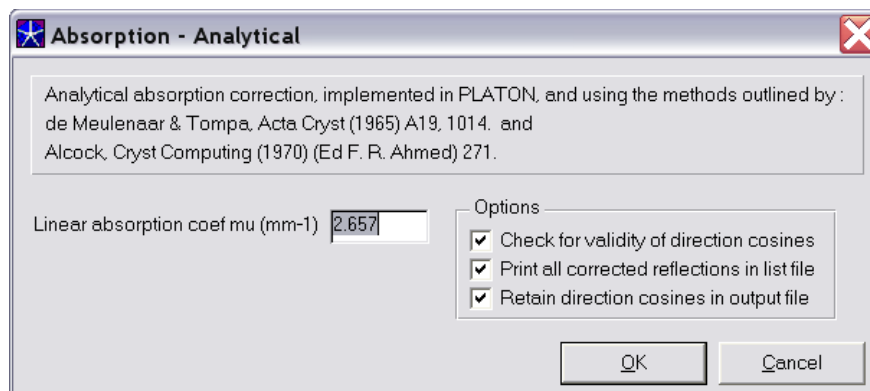 Absorption - Analytical
Analytical absorption correction, implemented in PLATON, and using the methods outlined by :
de Meulenaar & Tompa, Acta Cryst (1965) A19, 1014. and
Alcock, Cryst Computing (1970) (Ed F. R. Ahmed) 271.
Linear absorption coef mu (mm-1) 2.657
Options
Check for validity of direction cosines
Print all corrected reflections in list file
Retain direction cosines in output file
OK Cancel